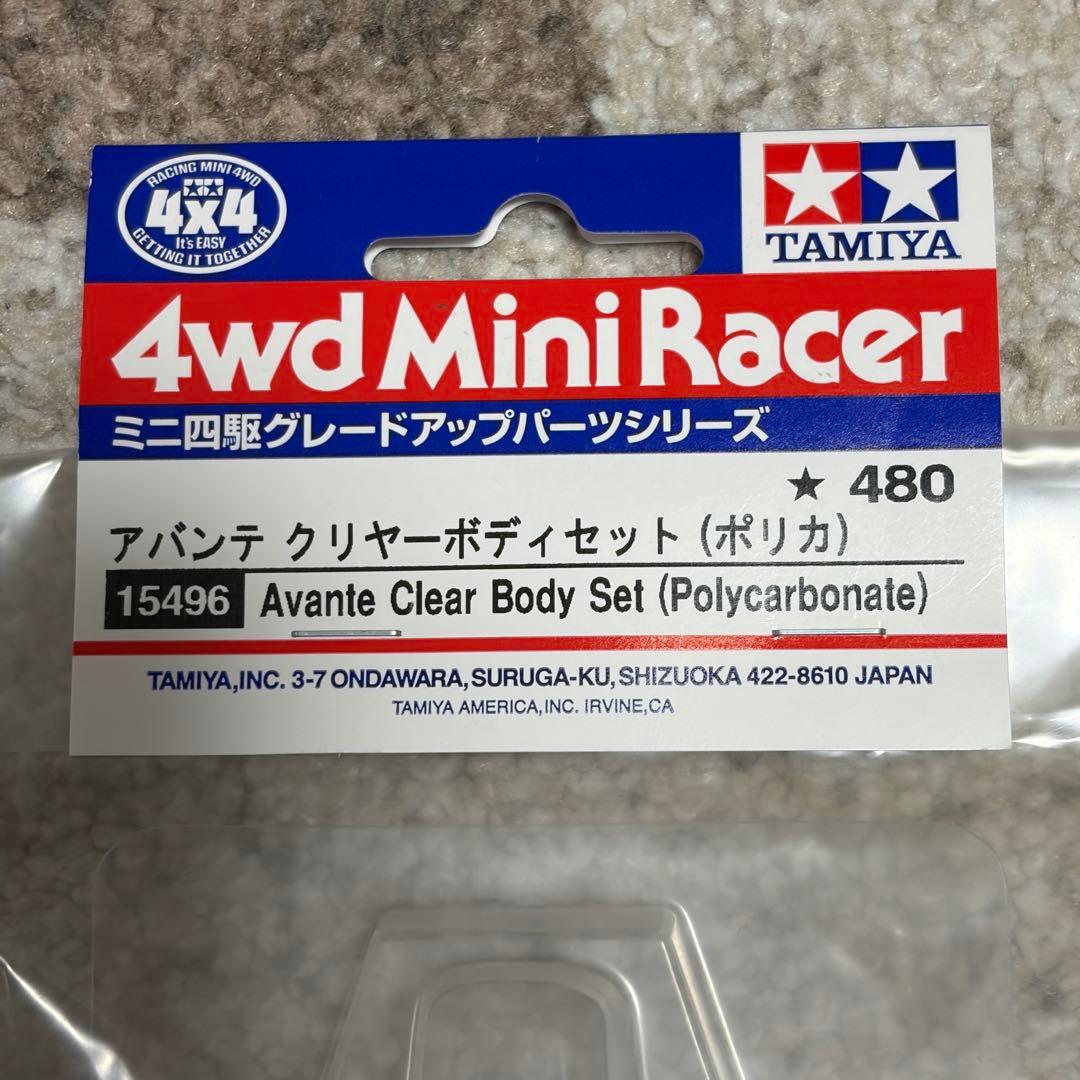 RACING MINI 4WD
4x4
It's EASY
GETTING IT TOGETHER
TAMIYA
4wd Mini Racer
ミニ四駆グレードアップパーツシリーズ
★ 480
アバンテ クリヤーボディセット (ポリカ)
15496 Avante Clear Body Set (Polycarbonate)
TAMIYA,INC. 3-7 ONDAWARA, SURUGA-KU, SHIZUOKA 422-8610 JAPAN
TAMIYA AMERICA,INC. IRVINE,CA